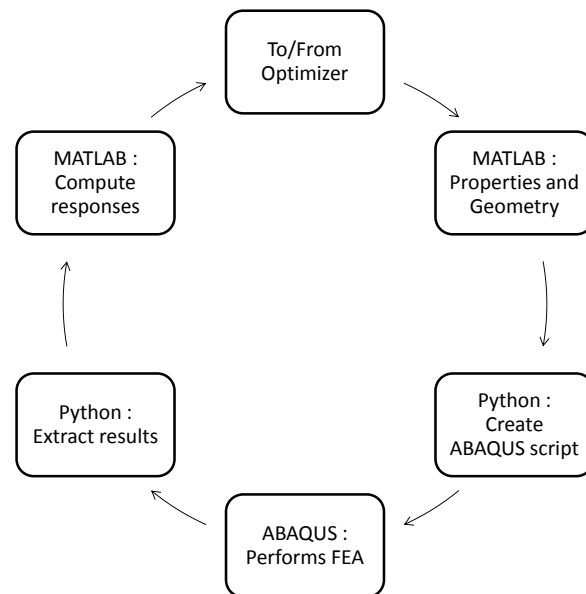 To/From
Optimizer
MATLAB :
Properties and
Geometry
Python :
Create
ABAQUS script
ABAQUS :
Performs FEA
Python :
Extract results
MATLAB :
Compute
responses